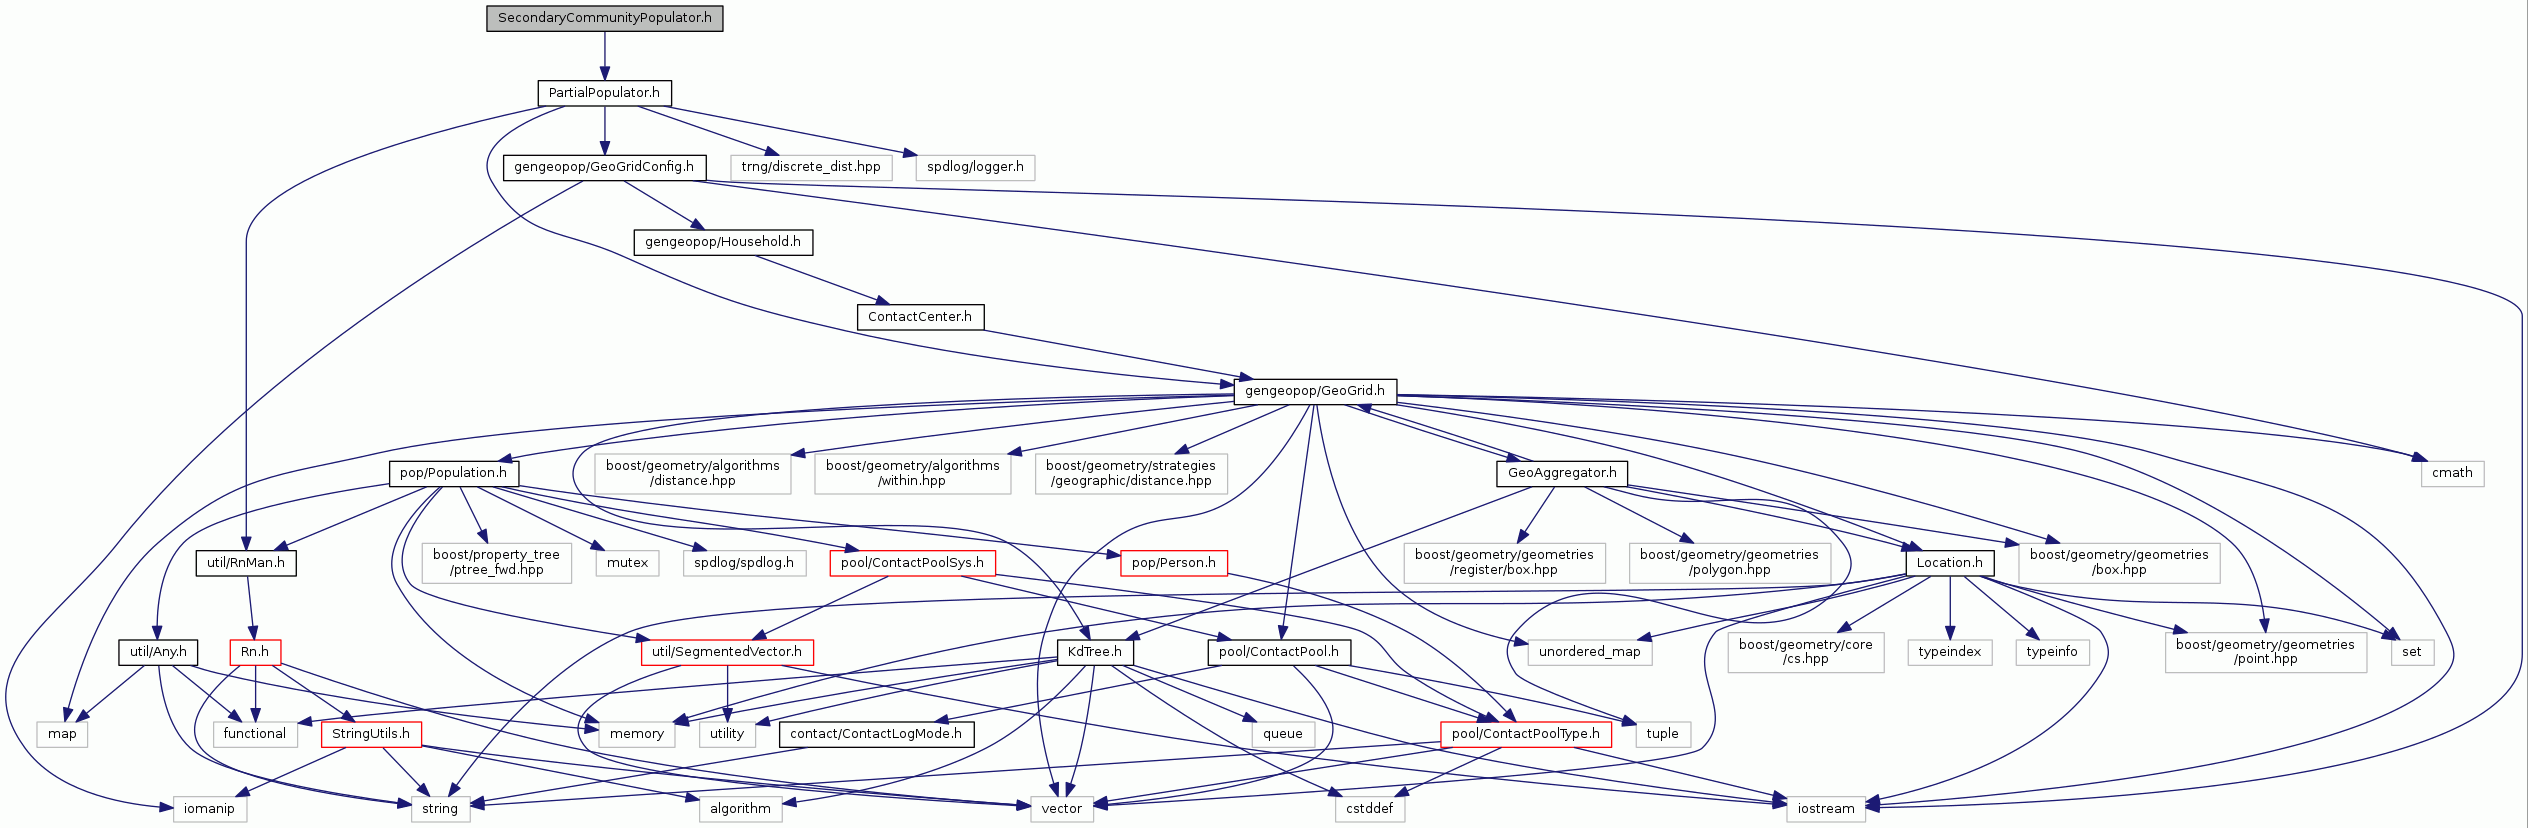 SecondaryCommunityPopulator.h
PartialPopulator.h
gengeopop/GeoGridConfig.h
trng/discrete_dist.hpp
spdlog/logger.h
gengeopop/Household.h
ContactCenter.h
gengeopop/GeoGrid.h
pop/Population.h
boost/geometry/algorithms
/distance.hpp
boost/geometry/algorithms
/within.hpp
boost/geometry/strategies
/geographic/distance.hpp
GeoAggregator.h
cmath
util/RnMan.h
boost/property_tree
/ptree_fwd.hpp
mutex
spdlog/spdlog.h
pool/ContactPoolSys.h
pop/Person.h
boost/geometry/geometries
/register/box.hpp
boost/geometry/geometries
/polygon.hpp
Location.h
boost/geometry/geometries
/box.hpp
util/Any.h
Rn.h
util/SegmentedVector.h
KdTree.h
pool/ContactPool.h
unordered_map
boost/geometry/core
/cs.hpp
typeindex
typeinfo
boost/geometry/geometries
/point.hpp
set
map
functional
StringUtils.h
memory
utility
contact/ContactLogMode.h
queue
pool/ContactPoolType.h
tuple
iomanip
string
algorithm
vector
cstddef
iostream